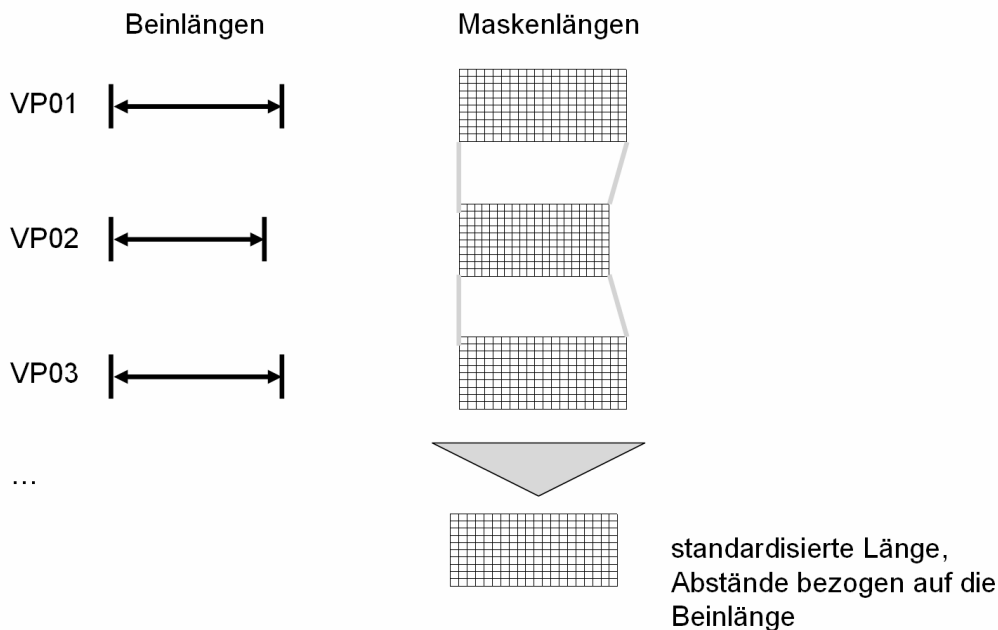 Beinlängen
Maskenlängen
VP01
VP02
VP03
...
standardisierte Länge,
Abstände bezogen auf die
Beinlänge